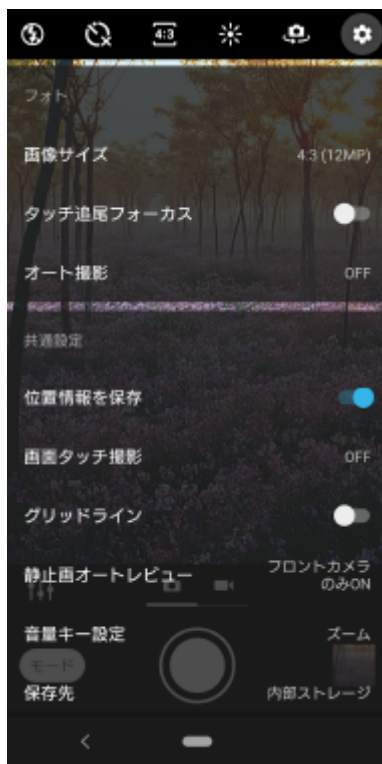 4:3
フォト
画像サイズ 4:3 (12MP)
タッチ追尾フォーカス
オート撮影 OFF
共通設定
位置情報を保存
画面タッチ撮影 OFF
グリッドライン
静止画オートレビュー フロントカメラ
のみON
音量キー設定 ズーム
モード
保存先 内部ストレージ